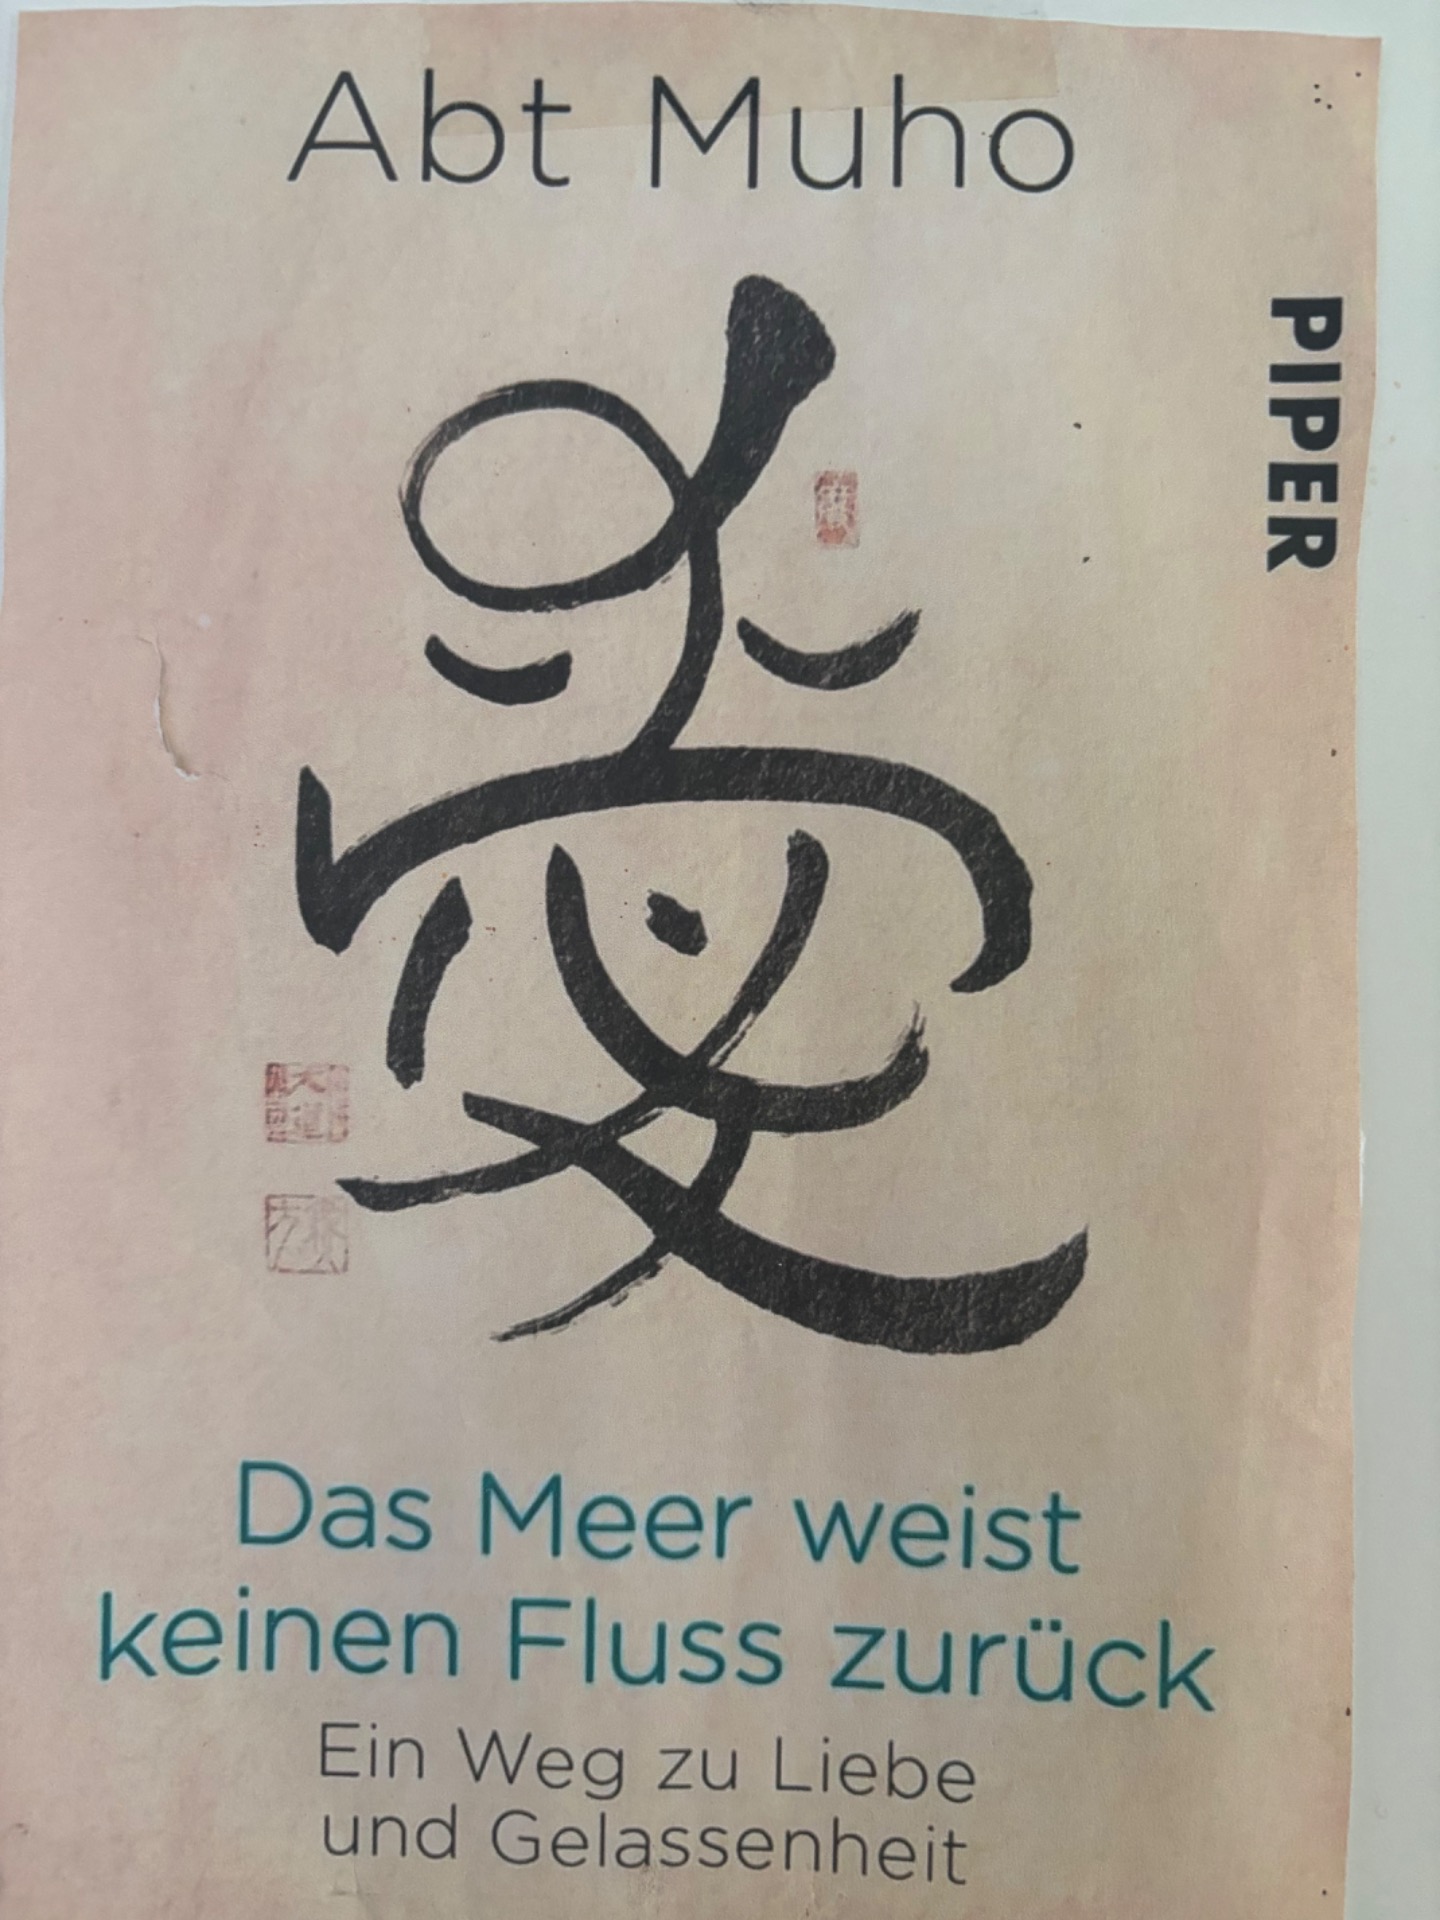 Abt Muho
PIPER
愛
Das Meer weist
keinen Fluss zurück
Ein Weg zu Liebe
und Gelassenheit